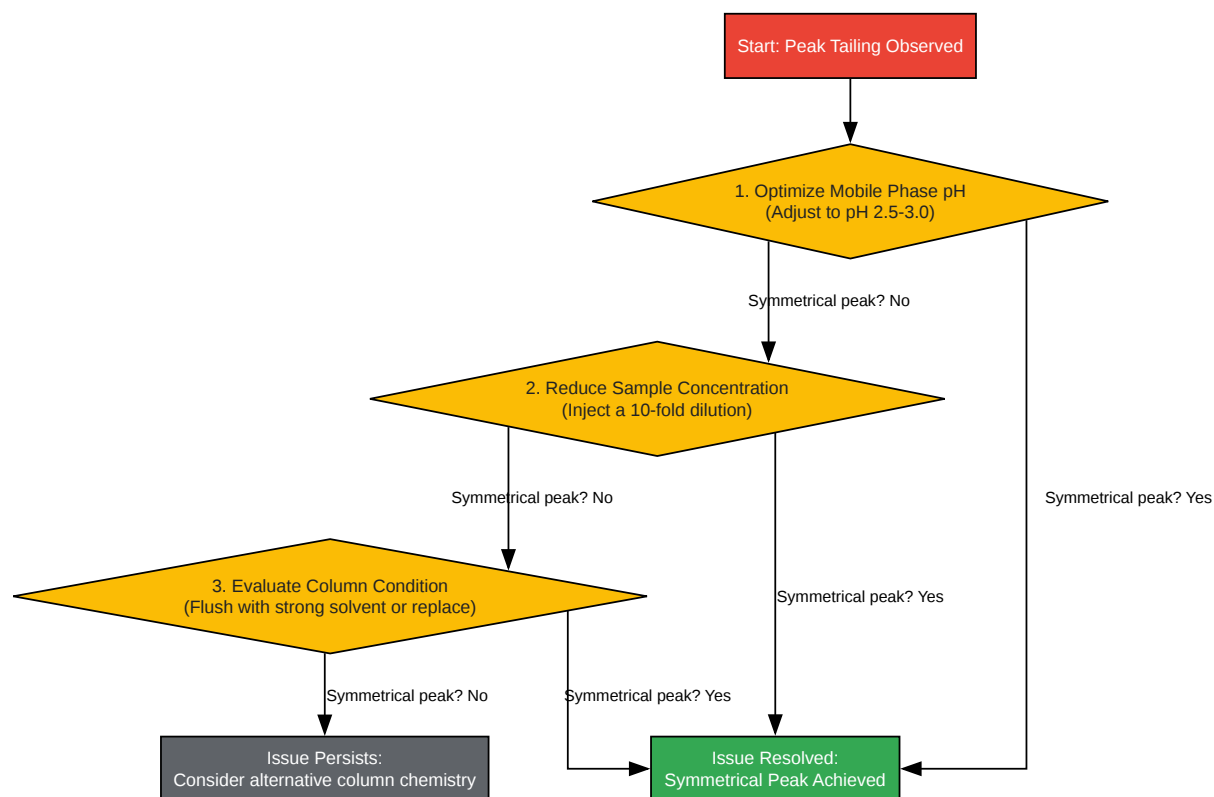 Start: Peak Tailing Observed
1. Optimize Mobile Phase pH
(Adjust to pH 2.5-3.0)
Symmetrical peak? No
2. Reduce Sample Concentration
(Inject a 10-fold dilution)
Symmetrical peak? No
Symmetrical peak? Yes
3. Evaluate Column Condition
(Flush with strong solvent or replace)
Symmetrical peak? Yes
Symmetrical peak? No
Symmetrical peak? Yes
Issue Persists:
Consider alternative column chemistry
Issue Resolved:
Symmetrical Peak Achieved